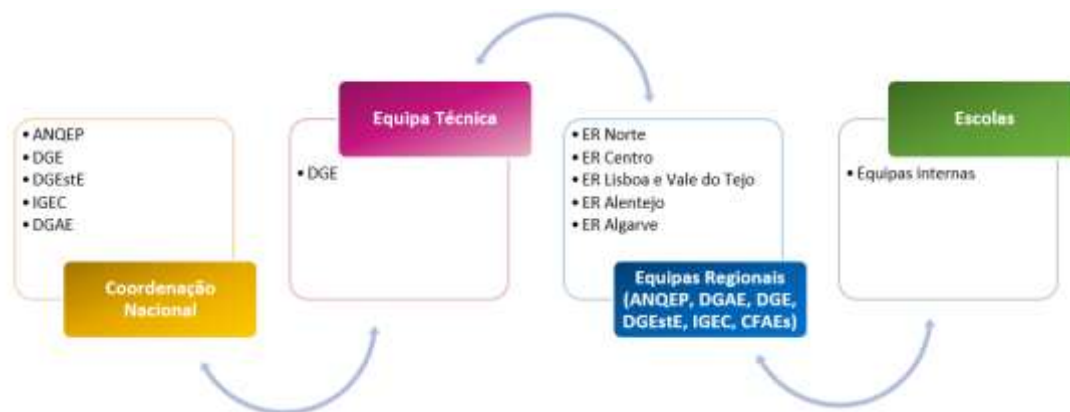 • ANQEP
• DGE
• DGEstE
• IGEC
• DGAE
Coordenação
Nacional
Equipa Técnica
• DGE
• ER Norte
• ER Centro
• ER Lisboa e Vale do Tejo
• ER Alentejo
• ER Algarve
Equipas Regionais
(ANQEP, DGAE, DGE,
DGEstE, IGEC, CFAEs)
Escolas
• Equipas internas